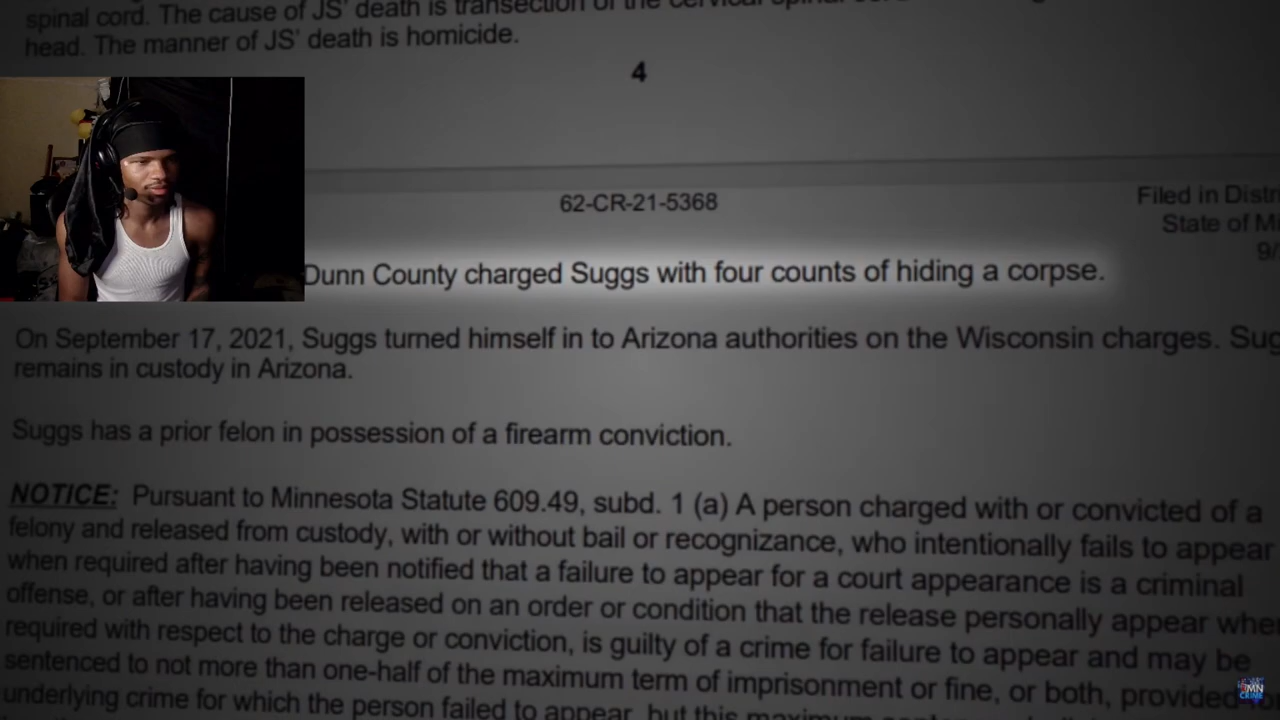 spinal cord. The cause of JS' death is transection of the cervical spinal
head. The manner of JS' death is homicide.
4
62-CR-21-5368
Filed in
State of
9/
Dunn County charged Suggs with four counts of hiding a corpse.
On September 17, 2021, Suggs turned himself in to Arizona authorities on the Wisconsin charges.
remains in custody in Arizona.
Suggs has a prior felon in possession of a firearm conviction.
NOTICE: Pursuant to Minnesota Statute 609.49, subd. 1 (a) A person charged with or convicted of a
felony and released from custody, with or without bail or recognizance, who intentionally fails to appear
when required after having been notified that a failure to appear for a court appearance is a criminal
offense, or after having been released on an order or condition that the release personally appear when
required with respect to the charge or conviction, is guilty of a crime for failure to appear and may be
sentenced to not more than one-half of the maximum term of imprisonment or fine, or both, provided
underlying crime for which the person failed to appear, but this maximum
MN
CRIME